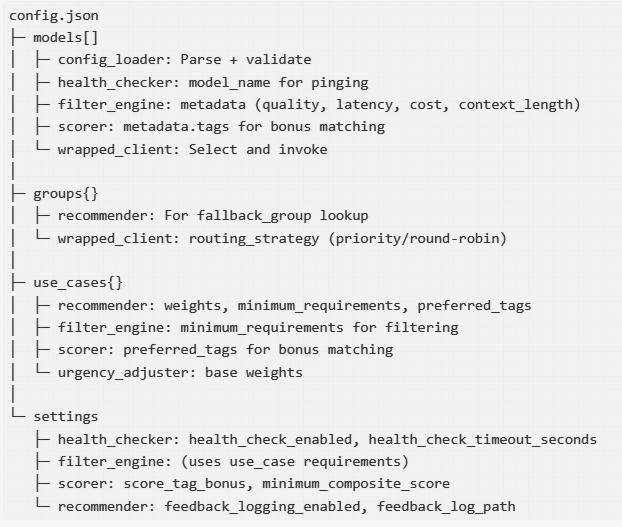 config.json
├─ models[]
│  ├─ config_loader: Parse + validate
│  ├─ health_checker: model_name for pinging
│  ├─ filter_engine: metadata (quality, latency, cost, context_length)
│  ├─ scorer: metadata.tags for bonus matching
│  └─ wrapped_client: Select and invoke
│
├─ groups{}
│  ├─ recommender: For fallback_group lookup
│  └─ wrapped_client: routing_strategy (priority/round-robin)
│
├─ use_cases{}
│  ├─ recommender: weights, minimum_requirements, preferred_tags
│  ├─ filter_engine: minimum_requirements for filtering
│  ├─ scorer: preferred_tags for bonus matching
│  └─ urgency_adjuster: base weights
│
└─ settings
   ├─ health_checker: health_check_enabled, health_check_timeout_seconds
   ├─ filter_engine: (uses use_case requirements)
   ├─ scorer: score_tag_bonus, minimum_composite_score
   └─ recommender: feedback_logging_enabled, feedback_log_path